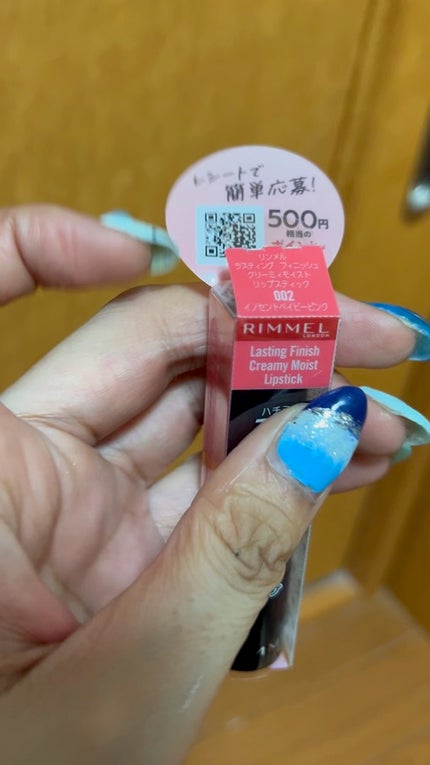 レシートで
簡単応募!
500円
相当の
リンメル
ラスティング フィニッシュ
クリーミィモイスト
リップスティック
002
イノセントベイビーピンク
RIMMEL
LONDON
Lasting Finish
Creamy Moist
Lipstick